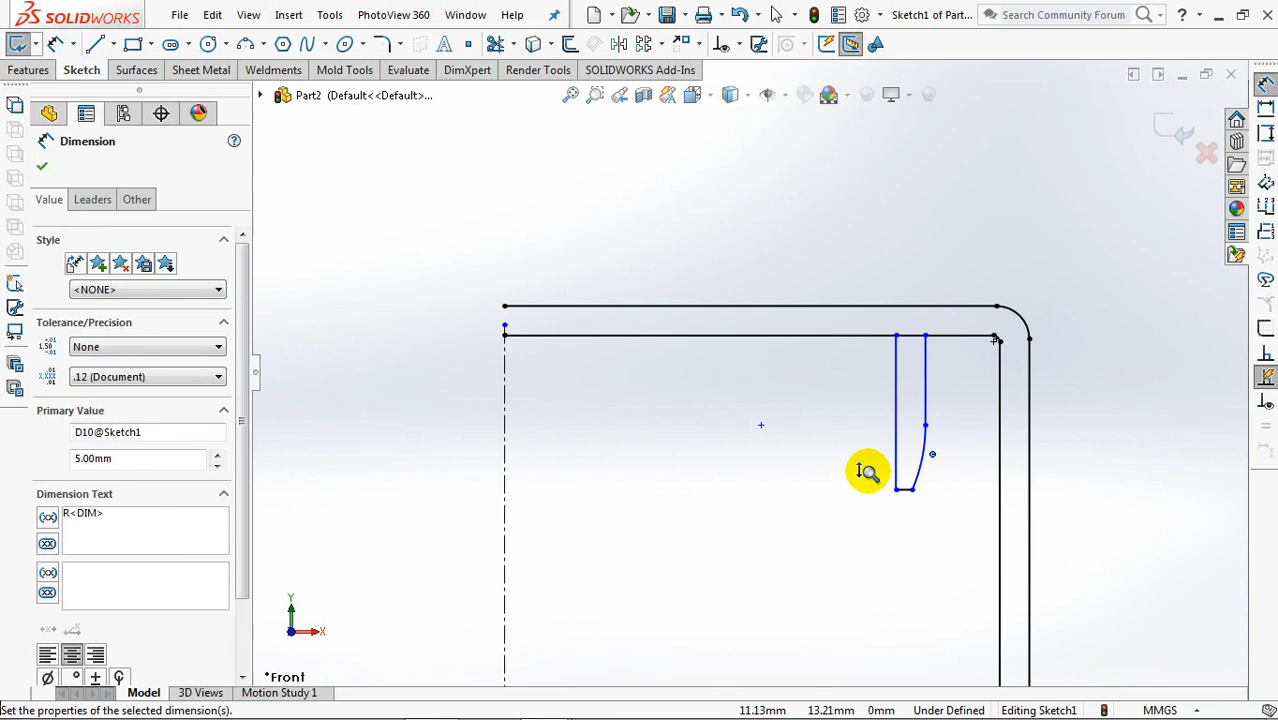 SOLIDWORKS
File
Edit
View
Insert
Tools
PhotoView 360
Window
Help
Sketch1 of Part...
Search Community Forum
?
Features
Sketch
Surfaces
Sheet Metal
Weldments
Mold Tools
Evaluate
DimXpert
Render Tools
SOLIDWORKS Add-Ins
Part2 (Default<<Default>...
Dimension
Value
Leaders
Other
Style
<NONE>
Tolerance/Precision
1.50 +.01 -.01
None
.12 (Document)
Primary Value
D10@Sketch1
5.00mm
Dimension Text
R<DIM>
Y
X
*Front
Model
3D Views
Motion Study 1
Set the properties of the selected dimension(s).
11.13mm
13.21mm
0mm
Under Defined
Editing Sketch1
MMGS